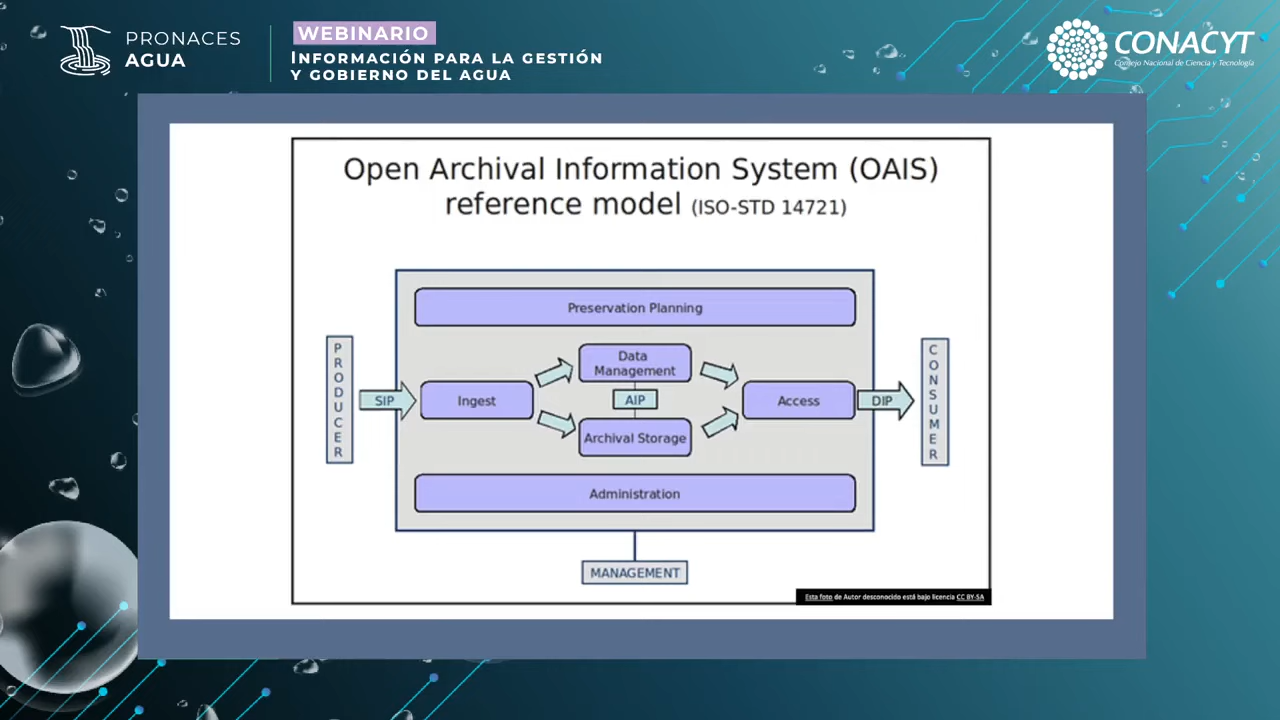 PRONACES
AGUA
WEBINARIO
INFORMACIÓN PARA LA GESTIÓN
Y GOBIERNO DEL AGUA
CONACYT
Consejo Nacional de Ciencia y Tecnología
Open Archival Information System (OAIS)
reference model (ISO-STD 14721)
Preservation Planning
PRODUCER
SIP
Ingest
Data
Management
AIP
Archival Storage
Access
DIP
CONSUMER
Administration
MANAGEMENT
Esta foto de Autor desconocido está bajo licencia CC BY-SA